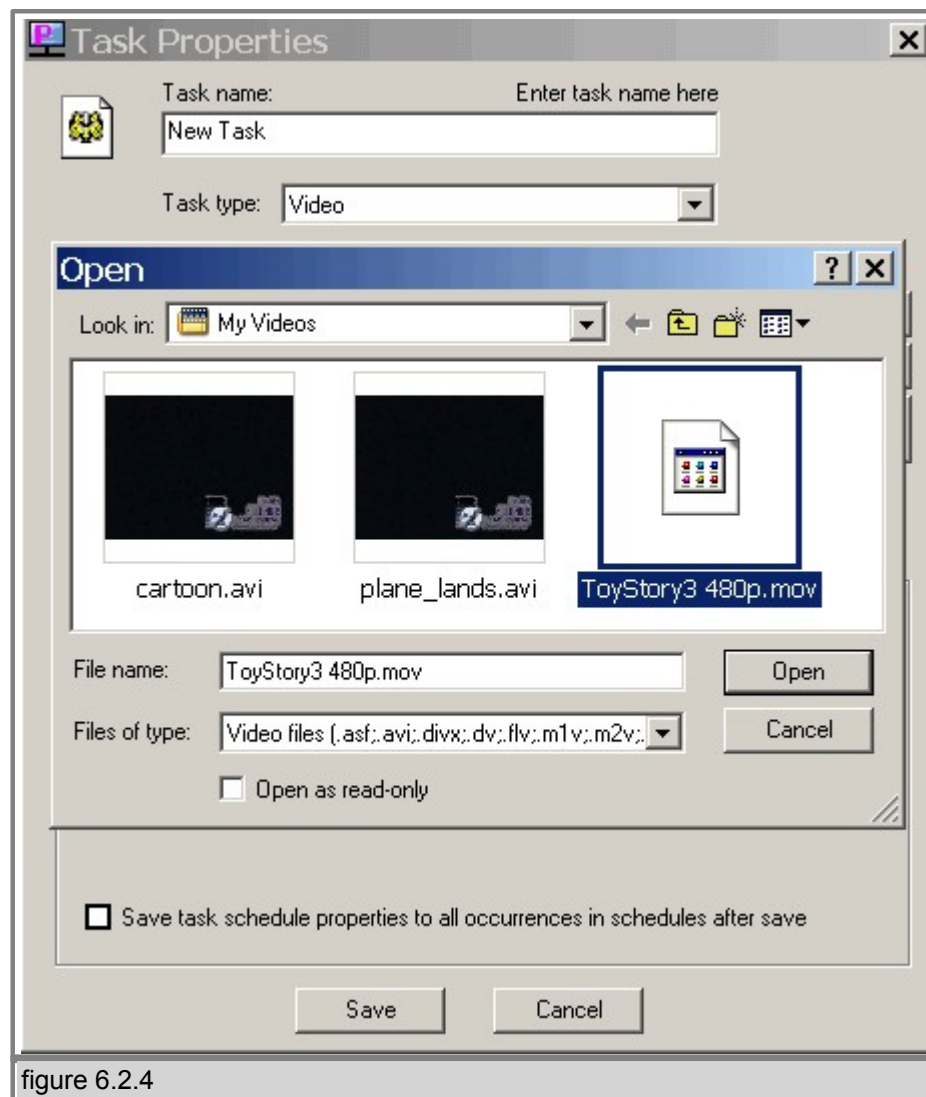 Task Properties
Task name: Enter task name here
New Task
Task type: Video
Open
Look in: My Videos
cartoon.avi plane_lands.avi ToyStory3 480p.mov
File name: ToyStory3 480p.mov Open
Files of type: Video files (.asf;.avi;.divx;.dv;.flv;.m1v;.m2v;. Cancel
Open as read-only
Save task schedule properties to all occurrences in schedules after save
Save Cancel
figure 6.2.4